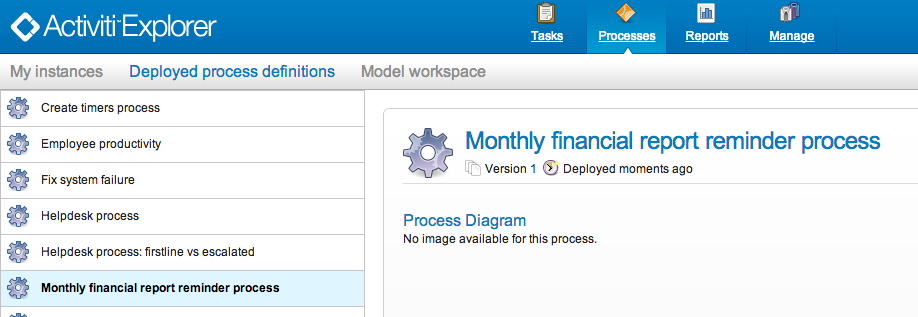 Activiti™ Explorer
Tasks
Processes
Reports
Manage
My instances
Deployed process definitions
Model workspace
Create timers process
Employee productivity
Fix system failure
Helpdesk process
Helpdesk process: firstline vs escalated
Monthly financial report reminder process
Monthly financial report reminder process
Version 1
Deployed moments ago
Process Diagram
No image available for this process.